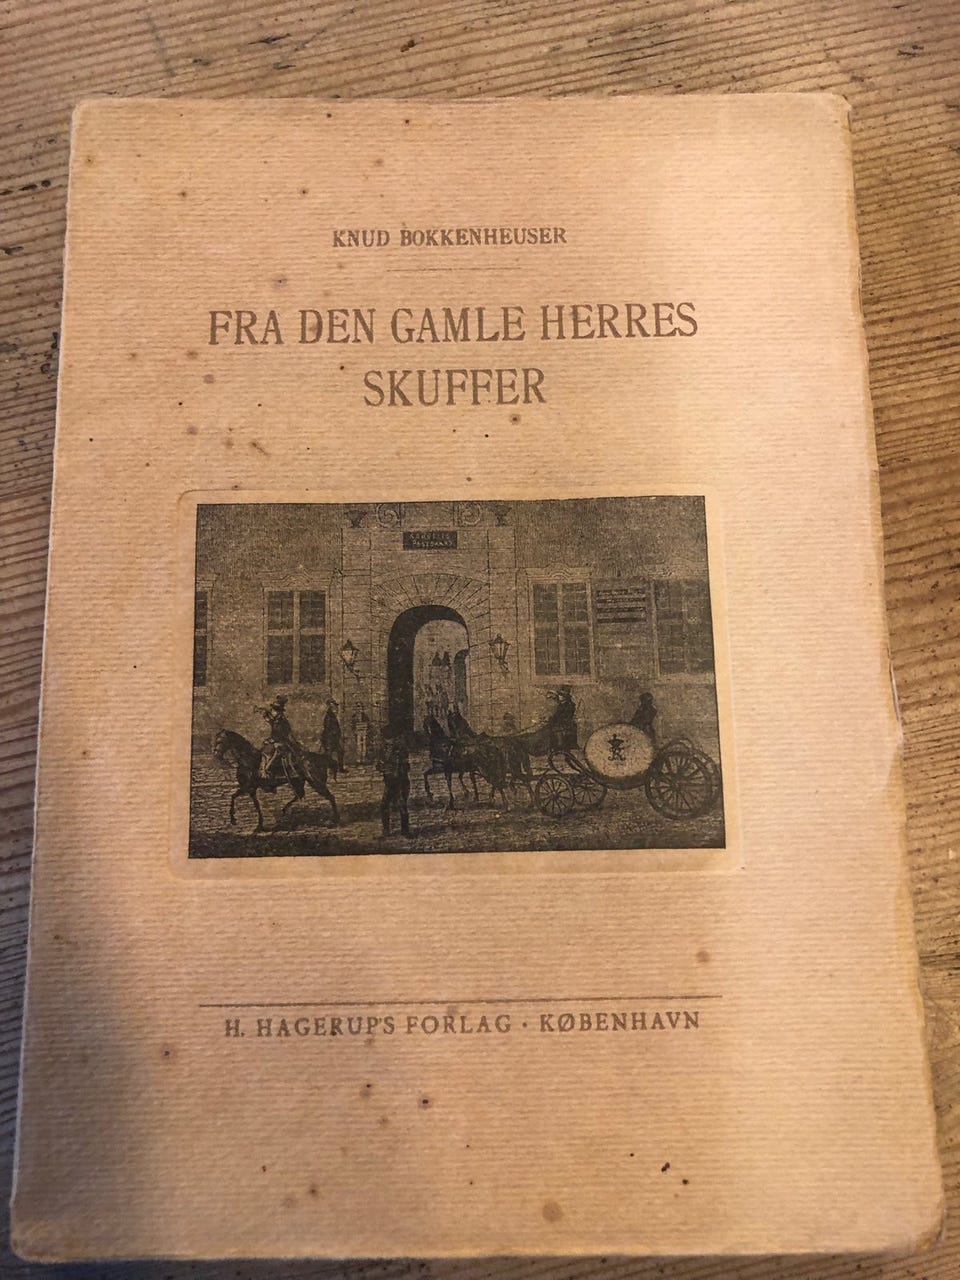 KNUD BOKKENHEUSER
FRA DEN GAMLE HERRES
SKUFFER
H. HAGERUP'S FORLAG · KØBENHAVN